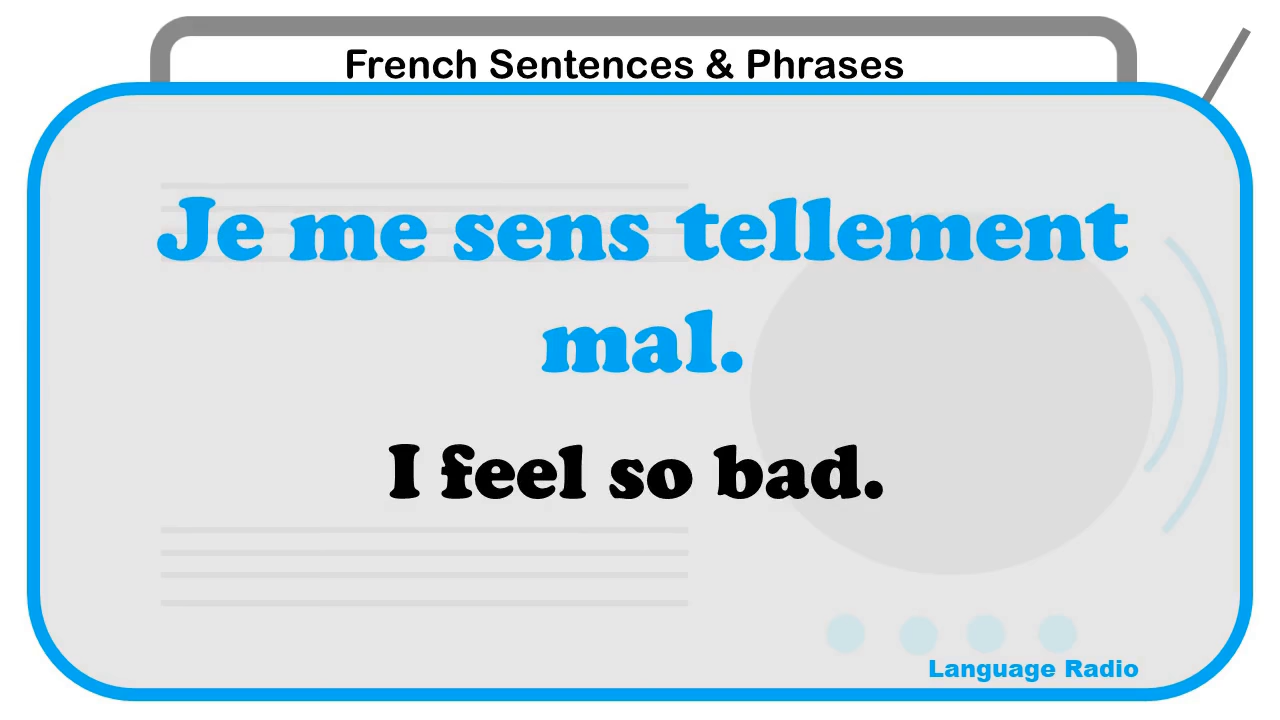 French Sentences & Phrases
Je me sens tellement
mal.
I feel so bad.
Language Radio